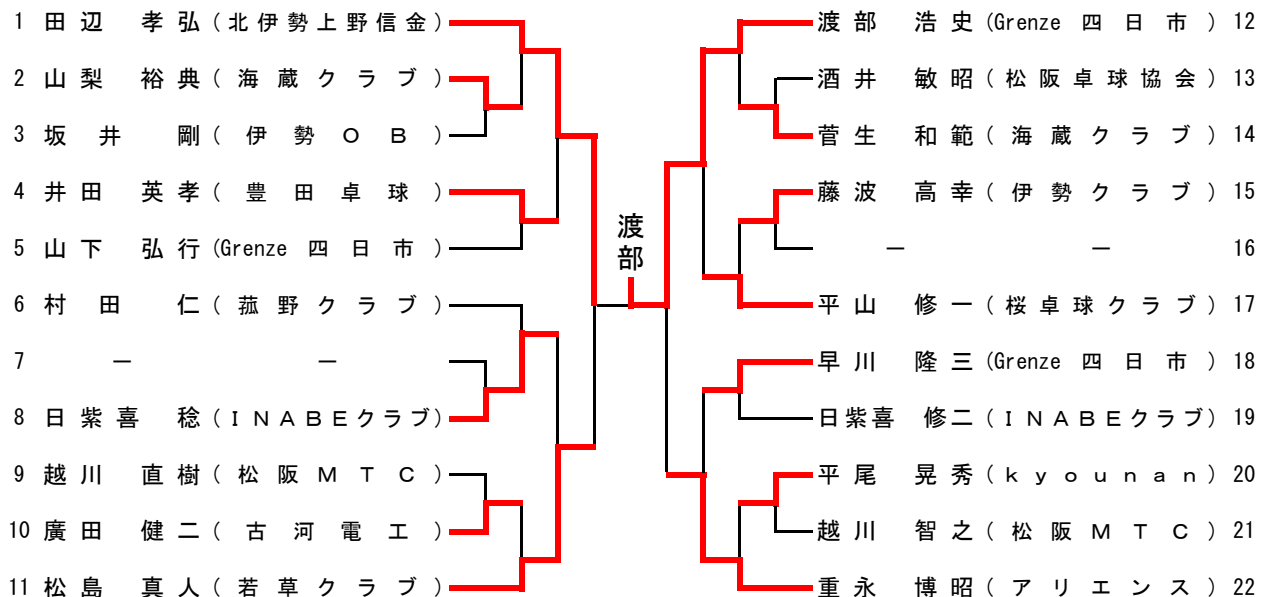 1 田辺 孝弘 (北伊勢上野信金)
2 山梨 裕典 (海蔵クラブ)
3 坂井 剛 (伊勢OB)
4 井田 英孝 (豊田卓球)
5 山下 弘行 (Grenze 四日市)
6 村田 仁 (菰野クラブ)
7 ー ー
8 日紫喜 稔 (INABEクラブ)
9 越川 直樹 (松阪MTC)
10 廣田 健二 (古河電工)
11 松島 真人 (若草クラブ)
渡部
渡部 浩史 (Grenze 四日市) 12
酒井 敏昭 (松阪卓球協会) 13
菅生 和範 (海蔵クラブ) 14
藤波 高幸 (伊勢クラブ) 15
ー ー 16
平山 修一 (桜卓球クラブ) 17
早川 隆三 (Grenze 四日市) 18
日紫喜 修二 (INABEクラブ) 19
平尾 晃秀 (kyounan) 20
越川 智之 (松阪MTC) 21
重永 博昭 (アリエンス) 22